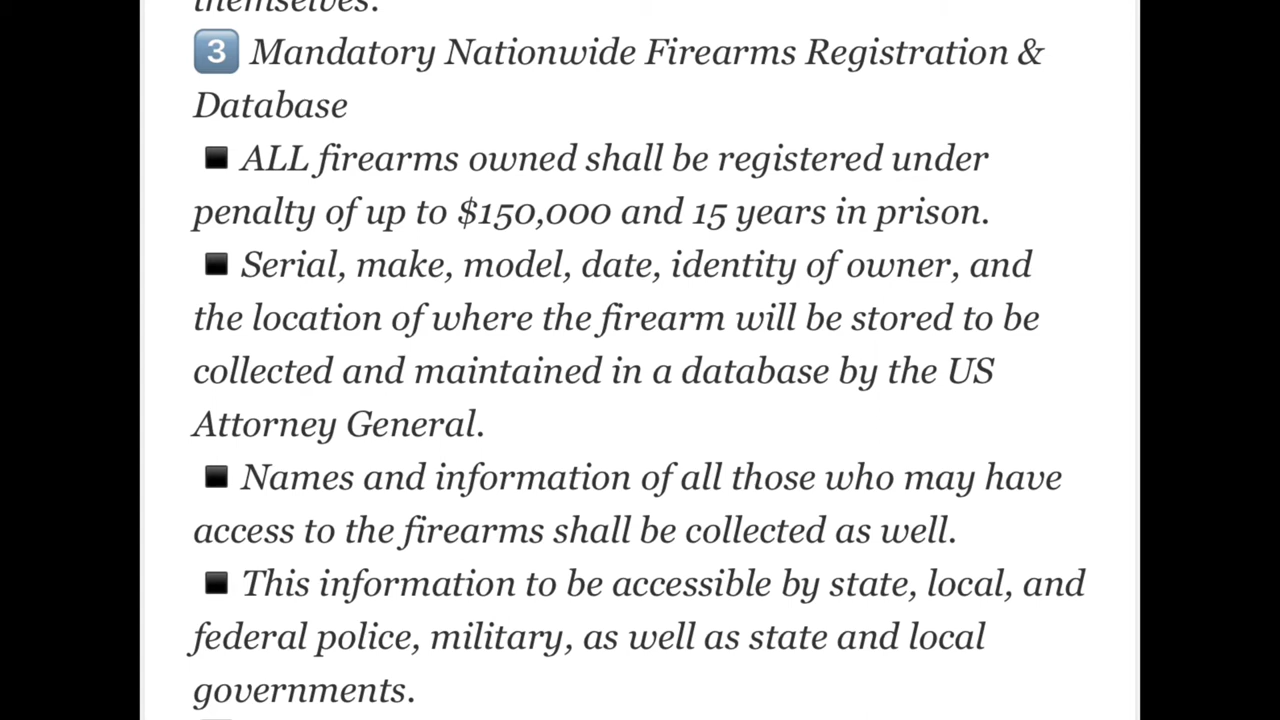 themselves.
3 Mandatory Nationwide Firearms Registration &
Database
◾ ALL firearms owned shall be registered under
penalty of up to $150,000 and 15 years in prison.
◾ Serial, make, model, date, identity of owner, and
the location of where the firearm will be stored to be
collected and maintained in a database by the US
Attorney General.
◾ Names and information of all those who may have
access to the firearms shall be collected as well.
◾ This information to be accessible by state, local, and
federal police, military, as well as state and local
governments.